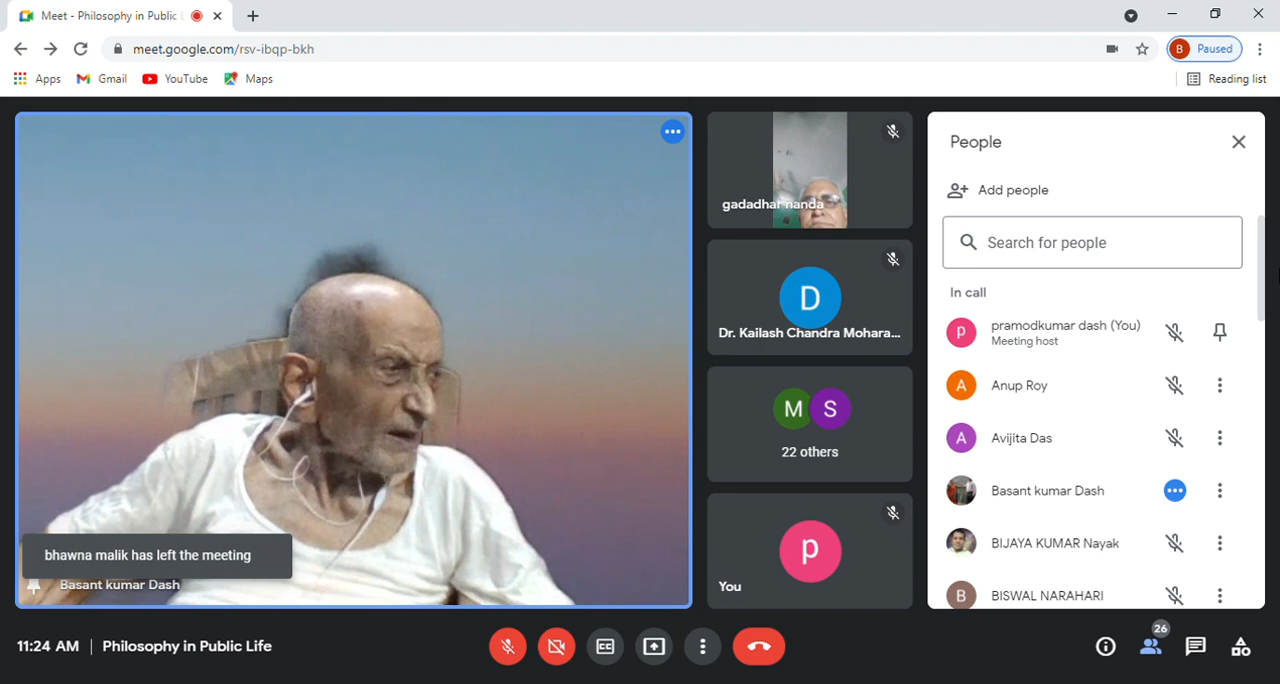 Meet - Philosophy in Public
meet.google.com/rsv-ibqp-bkh
B Paused
Apps Gmail YouTube Maps Reading list
gadadhar nanda
D
Dr. Kailash Chandra Mohara...
M S
22 others
p
You
bhawna malik has left the meeting
Basant kumar Dash
People
Add people
Search for people
In call
p pramodkumar dash (You)
Meeting host
A Anup Roy
A Avijita Das
Basant kumar Dash
BIJAYA KUMAR Nayak
B BISWAL NARAHARI
11:24 AM | Philosophy in Public Life
CC
26